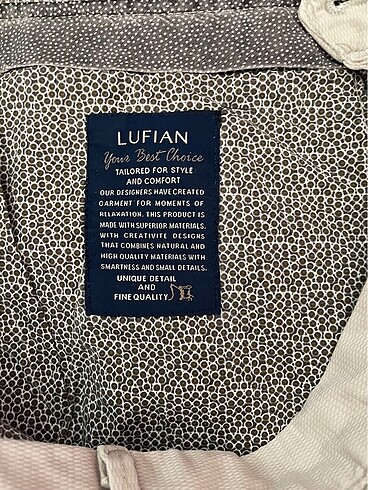 LUFIAN
Your Best Choice
TAILORED FOR STYLE
AND COMFORT
OUR DESIGNERS HAVE CREATED
GARMENT FOR MOMENTS OF
RELAXATION. THIS PRODUCT IS
MADE WITH SUPERIOR MATERIALS.
WITH CREATIVITE DESIGNS
THAT COMBINES NATURAL AND
HIGH QUALITY MATERIALS WITH
SMARTNESS AND SMALL DETAILS.
UNIQUE DETAIL
AND
FINE QUALITY